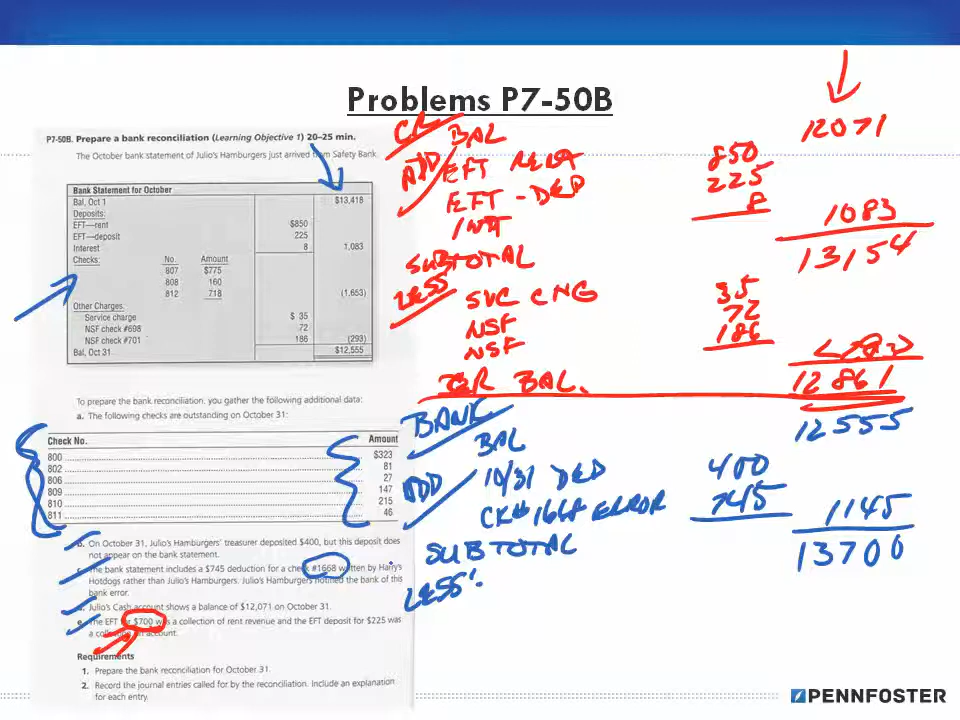 Problems P7-50B
P7-50B. Prepare a bank reconciliation (Learning Objective 1) 20–25 min.
The October bank statement of Julio's Hamburgers just arrived from Safety Bank
Bank Statement for October
Bal, Oct 1 $13,418
Deposits:
EFT—rent $850
EFT—deposit 225
Interest 8 1,083
Checks: No. Amount
807 $775
808 160
812 718 (1,653)
Other Charges:
Service charge $ 35
NSF check #698 72
NSF check #701 186 (293)
Bal, Oct 31 $12,555
To prepare the bank reconciliation, you gather the following additional data:
a. The following checks are outstanding on October 31:
Check No. Amount
800 $323
802 81
806 27
809 147
810 215
811 46
b. On October 31, Julio's Hamburgers' treasurer deposited $400, but this deposit does
not appear on the bank statement.
The bank statement includes a $745 deduction for a check #1668 written by Harry's
Hotdogs rather than Julio's Hamburgers. Julio's Hamburgers notified the bank of this
bank error.
Julio's Cash account shows a balance of $12,071 on October 31.
e. The EFT for $700 was a collection of rent revenue and the EFT deposit for $225 was
a collection on account.
Requirements
1. Prepare the bank reconciliation for October 31.
2. Record the journal entries called for by the reconciliation. Include an explanation
for each entry.
BAL 12071
ADD EFT RENT 850
EFT - DEP 225
INT 8 1083
SUBTOTAL 13154
LESS SVC CHG 35
NSF 72
NSF 186
BAL. 12861
BANK
BAL 12555
ADD 10/31 DEP 400
CK# 1668 ERROR 745 1145
SUBTOTAL 13700
LESS:
PENNFOSTER